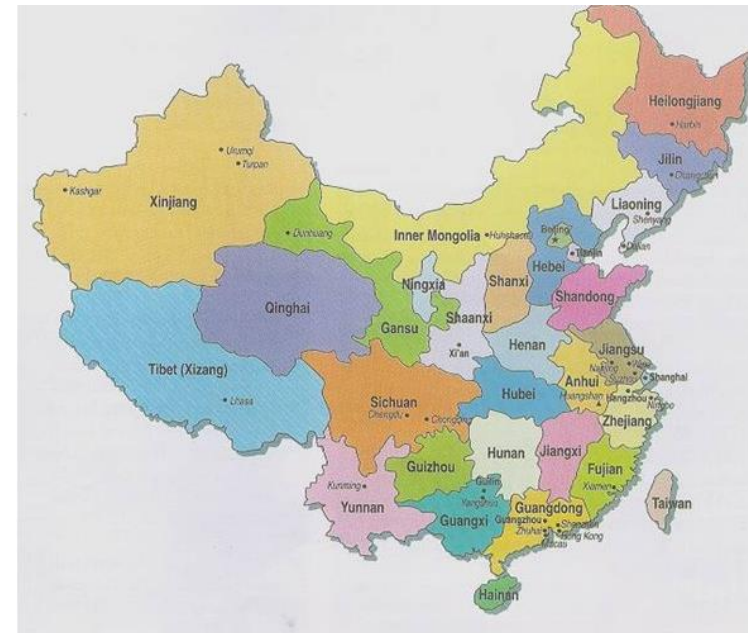 Heilongjiang
Harbin
Jilin
Changchun
Liaoning
Shenyang
Dalian
Urumqi
Turpan
Kashgar
Xinjiang
Dunhuang
Inner Mongolia
Beijing
Tianjin
Hebei
Ningxia
Shanxi
Shandong
Qinghai
Gansu
Shaanxi
Xi'an
Henan
Jiangsu
Tibet (Xizang)
Lhasa
Anhui
Shanghai
Huangshan
Hangzhou
Ningbo
Sichuan
Chengdu
Chongqing
Hubei
Zhejiang
Hunan
Jiangxi
Guizhou
Fujian
Xiamen
Kunming
Yunnan
Guilin
Yangshuo
Guangxi
Guangdong
Guangzhou
Zhuhai
Hong Kong
Macau
Taiwan
Hainan